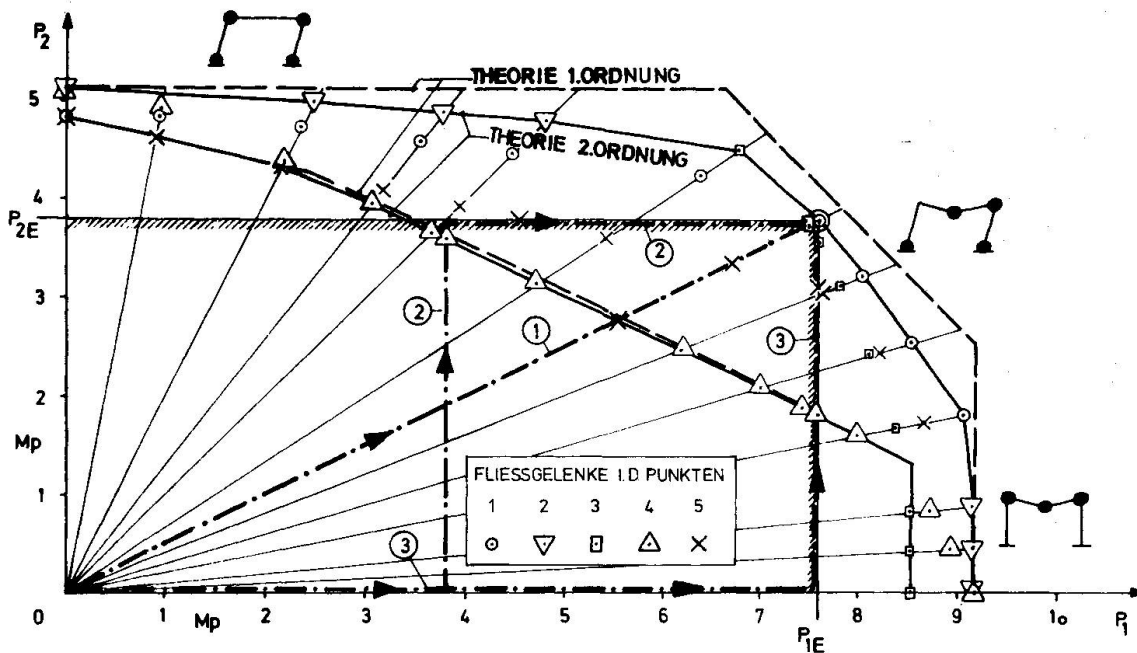 P2
THEORIE 1.ORDNUNG
5
THEORIE 2.ORDNUNG
4
P2E
2
3
2
1
3
2
Mp
1
FLIESSGELENKE I.D PUNKTEN
1 2 3 4 5
3
0
1 Mp 2 3 4 5 6 7 8 9 10 P1
P1E